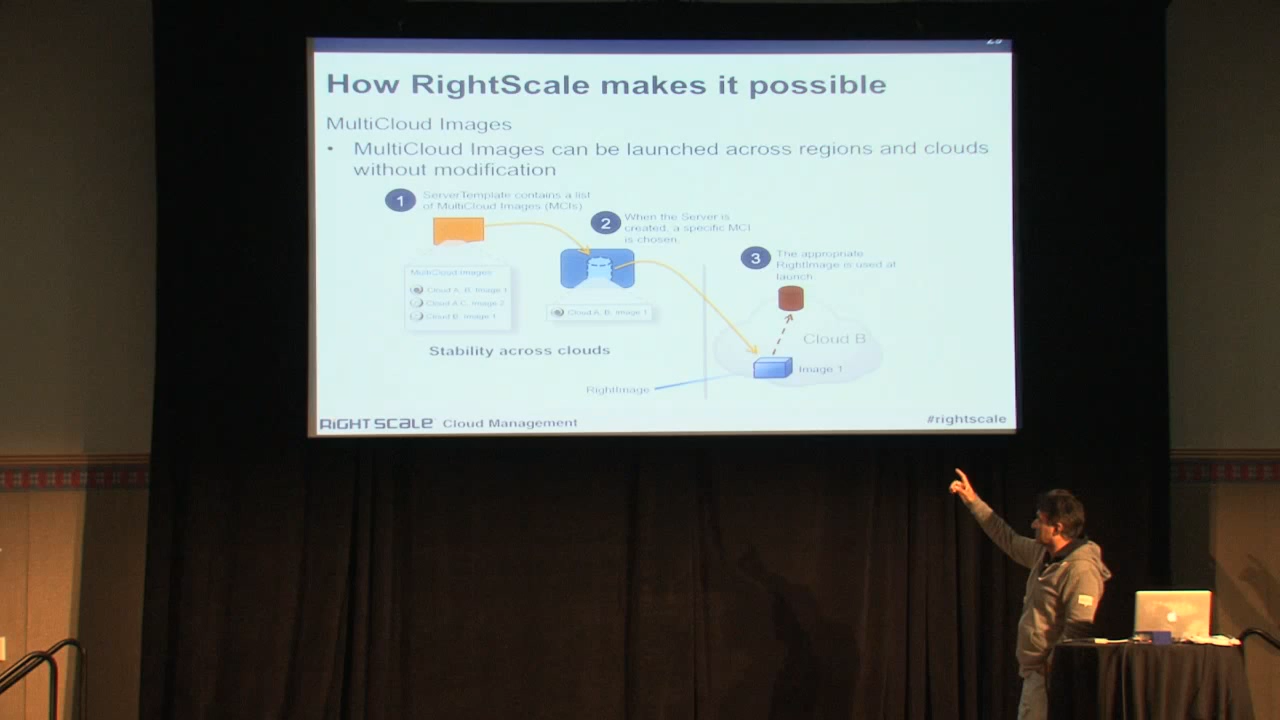 How RightScale makes it possible
MultiCloud Images
• MultiCloud Images can be launched across regions and clouds
without modification
1
ServerTemplate contains a list
of MultiCloud Images (MCIs)
2
When the Server is
created, a specific MCI
is chosen.
3
The appropriate
RightImage is used at
launch.
MultiCloud Images
Cloud A, B, Image 1
Cloud A C, Image 2
Cloud B, Image 1
Cloud A, B, Image 1
Cloud B
Image 1
Stability across clouds
RightImage
RIGHTSCALE Cloud Management
#rightscale